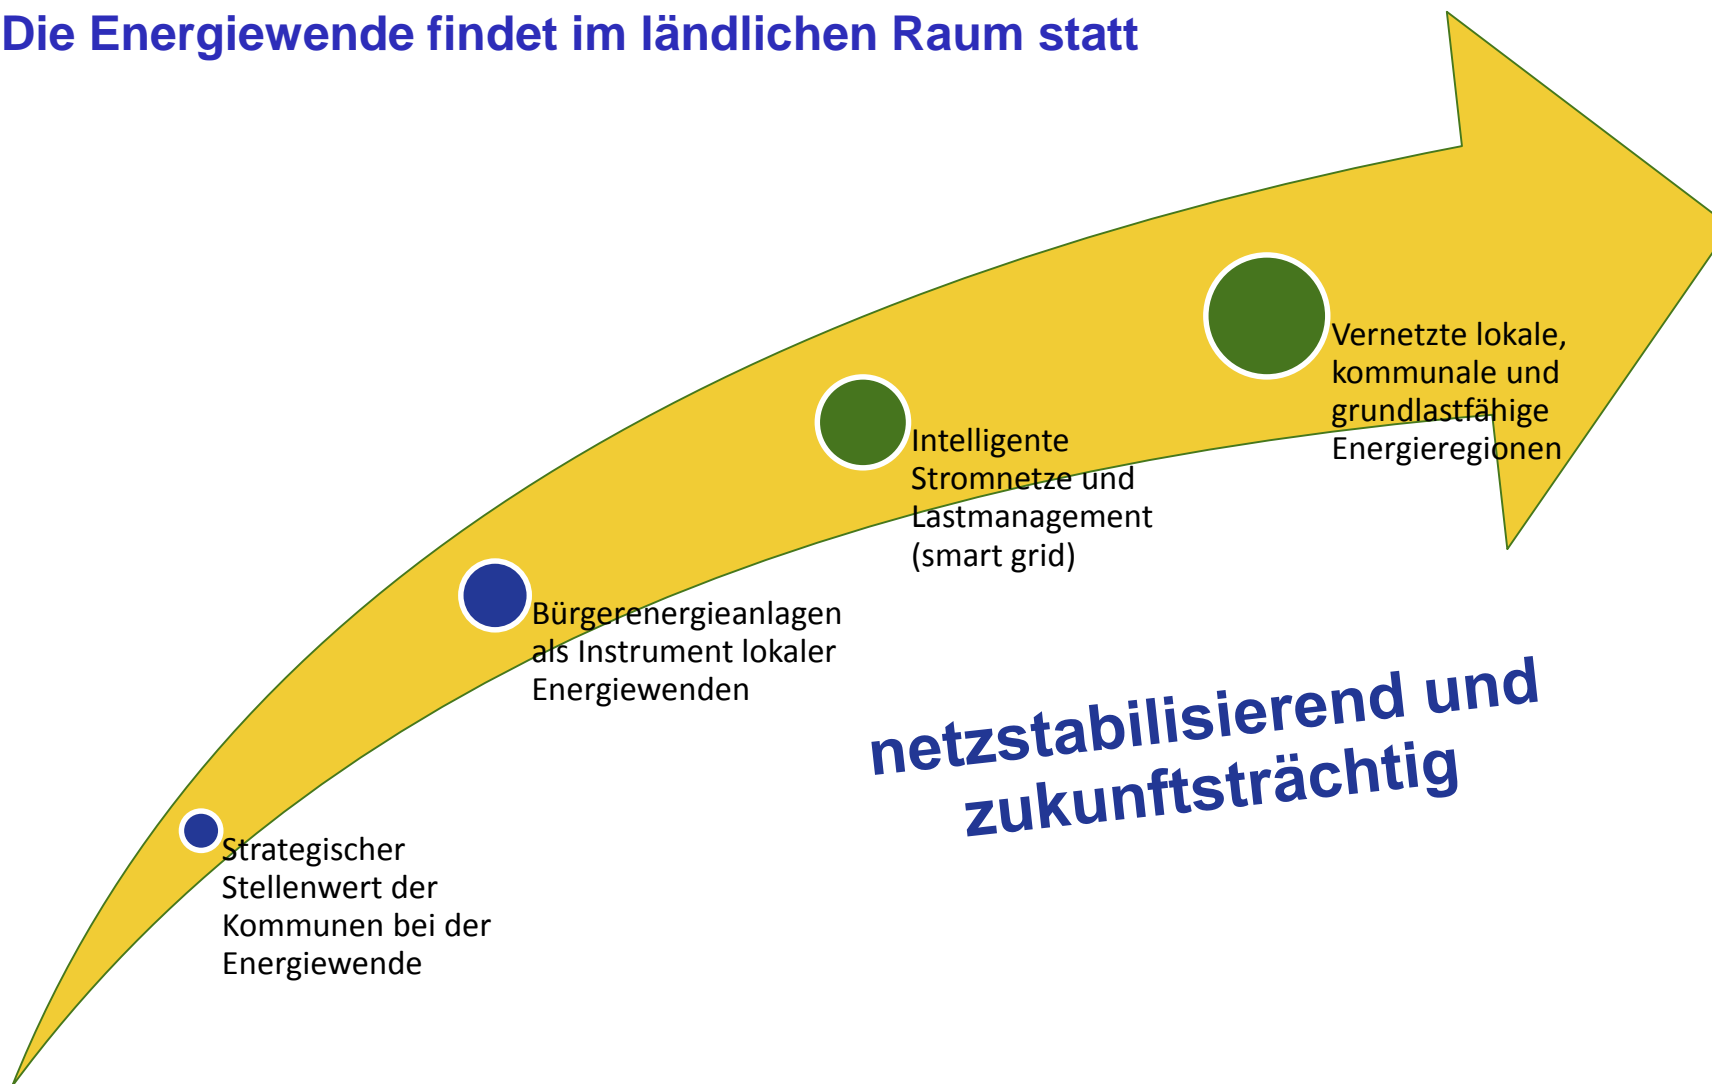 Die Energiewende findet im ländlichen Raum statt
Strategischer
Stellenwert der
Kommunen bei der
Energiewende
Bürgerenergieanlagen
als Instrument lokaler
Energiewenden
Intelligente
Stromnetze und
Lastmanagement
(smart grid)
Vernetzte lokale,
kommunale und
grundlastfähige
Energieregionen
netzstabilisierend und
zukunftsträchtig